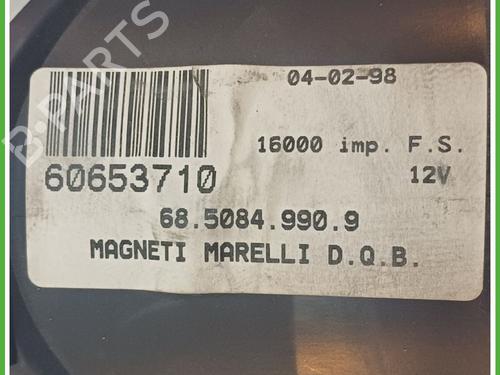 04-02-98
16000 imp. F.S.
60653710
12V
68.5084.990.9
MAGNETI MARELLI D.Q.B.
B-PARTS